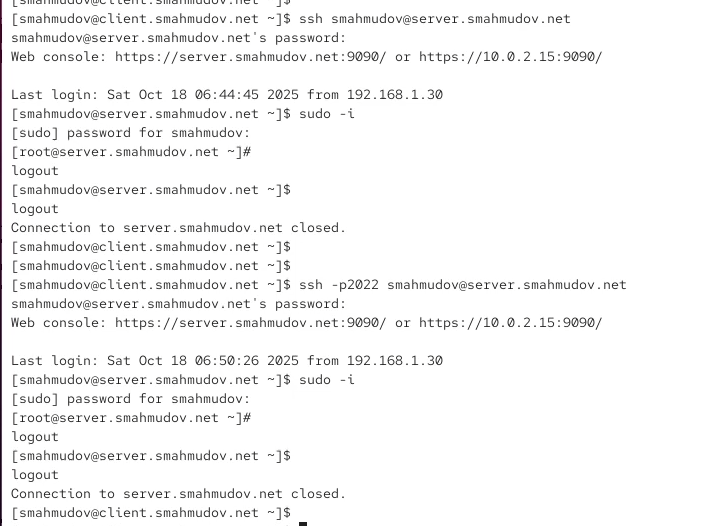 [smahmudov@client.smahmudov.net ~]$
[smahmudov@client.smahmudov.net ~]$ ssh smahmudov@server.smahmudov.net
smahmudov@server.smahmudov.net's password:
Web console: https://server.smahmudov.net:9090/ or https://10.0.2.15:9090/
Last login: Sat Oct 18 06:44:45 2025 from 192.168.1.30
[smahmudov@server.smahmudov.net ~]$ sudo -i
[sudo] password for smahmudov:
[root@server.smahmudov.net ~]#
logout
[smahmudov@server.smahmudov.net ~]$
logout
Connection to server.smahmudov.net closed.
[smahmudov@client.smahmudov.net ~]$
[smahmudov@client.smahmudov.net ~]$
[smahmudov@client.smahmudov.net ~]$ ssh -p2022 smahmudov@server.smahmudov.net
smahmudov@server.smahmudov.net's password:
Web console: https://server.smahmudov.net:9090/ or https://10.0.2.15:9090/
Last login: Sat Oct 18 06:50:26 2025 from 192.168.1.30
[smahmudov@server.smahmudov.net ~]$ sudo -i
[sudo] password for smahmudov:
[root@server.smahmudov.net ~]#
logout
[smahmudov@server.smahmudov.net ~]$
logout
Connection to server.smahmudov.net closed.
[smahmudov@client.smahmudov.net ~]$